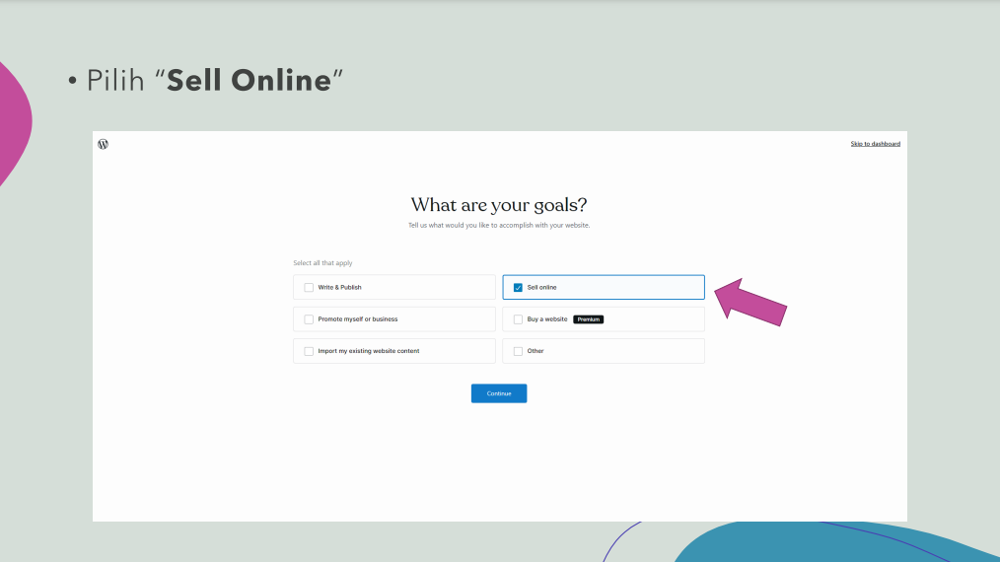 • Pilih “Sell Online”
Skip to dashboard
What are your goals?
Tell us what would you like to accomplish with your website.
Select all that apply
Write & Publish
Sell online
Promote myself or business
Buy a website Premium
Import my existing website content
Other
Continue